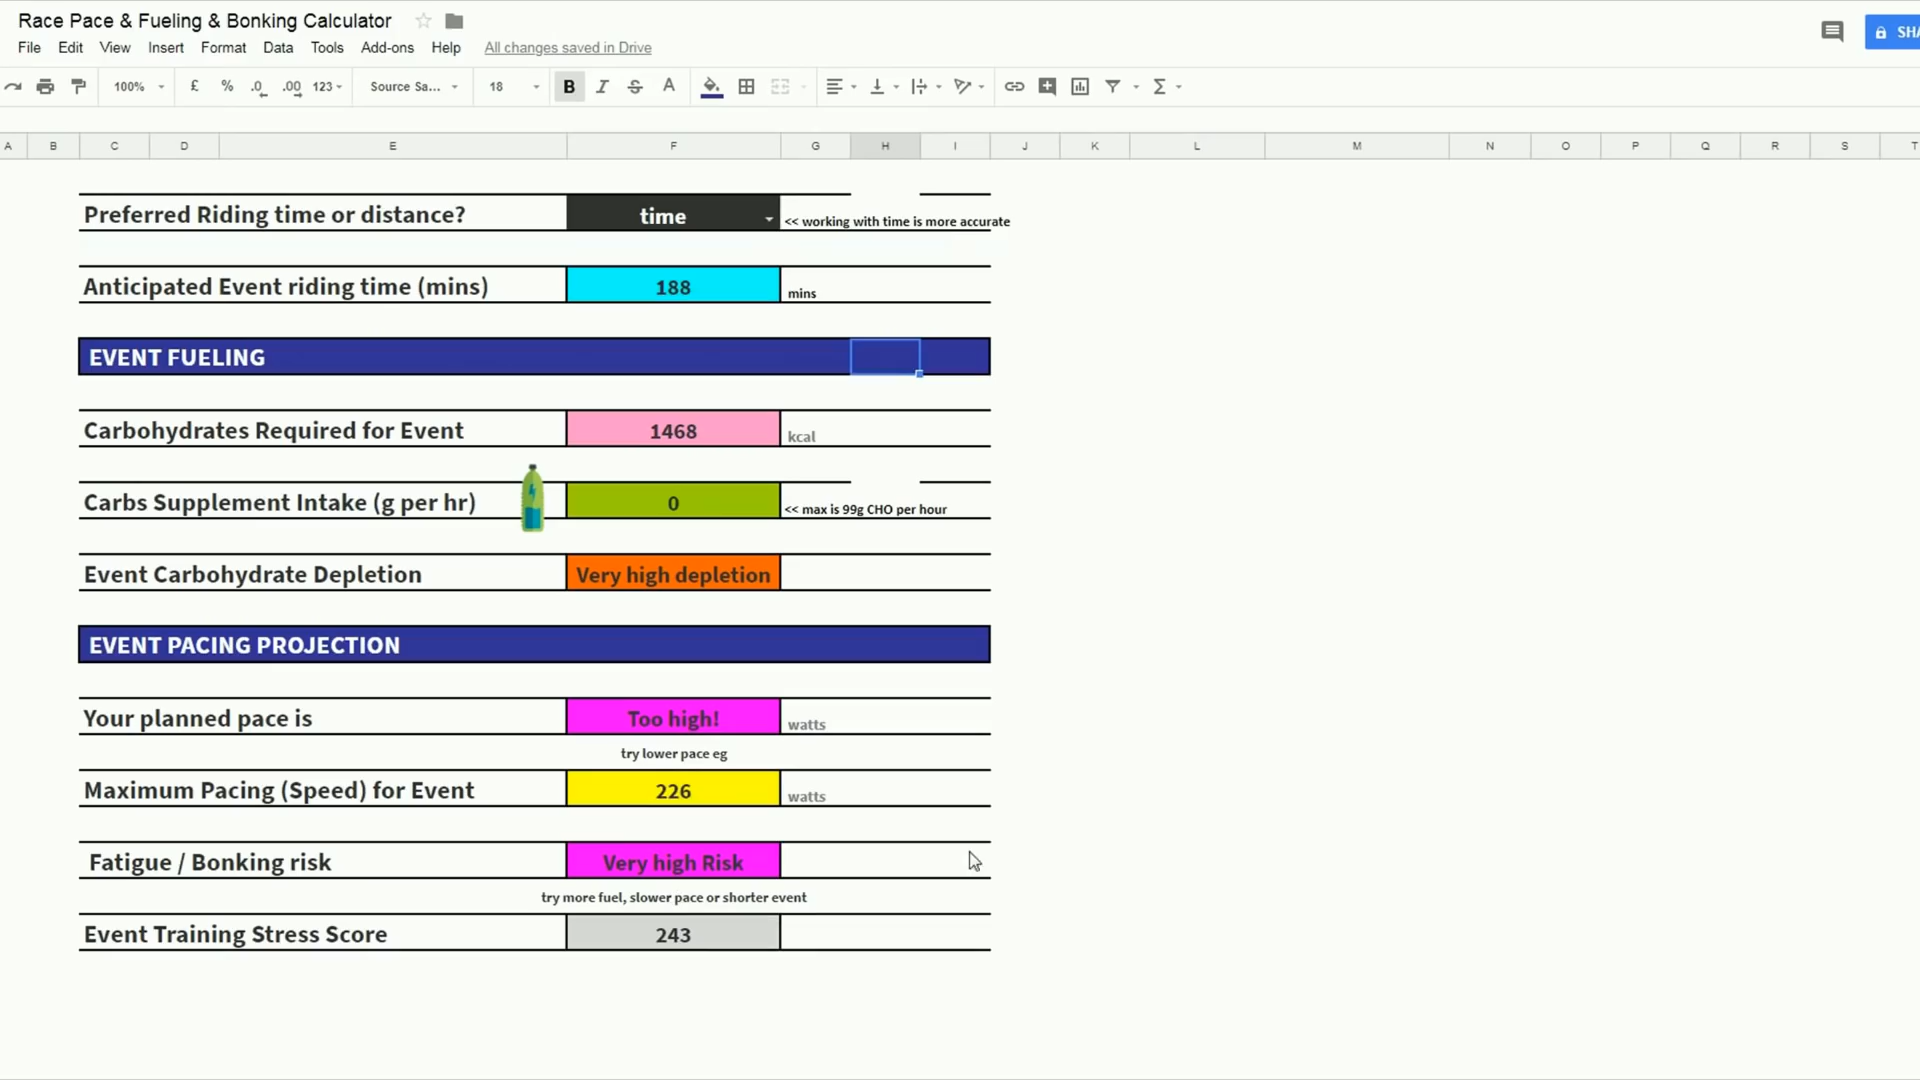 Race Pace & Fueling & Bonking Calculator
File Edit View Insert Format Data Tools Add-ons Help All changes saved in Drive
100% £ % .0 .00 123 Source Sa... 18 B I S A
A B C D E F G H I J K L M N O P Q R S T
Preferred Riding time or distance? time << working with time is more accurate
Anticipated Event riding time (mins) 188 mins
EVENT FUELING
Carbohydrates Required for Event 1468 kcal
Carbs Supplement Intake (g per hr) 0 << max is 99g CHO per hour
Event Carbohydrate Depletion Very high depletion
EVENT PACING PROJECTION
Your planned pace is Too high! watts
try lower pace eg
Maximum Pacing (Speed) for Event 226 watts
Fatigue / Bonking risk Very high Risk
try more fuel, slower pace or shorter event
Event Training Stress Score 243